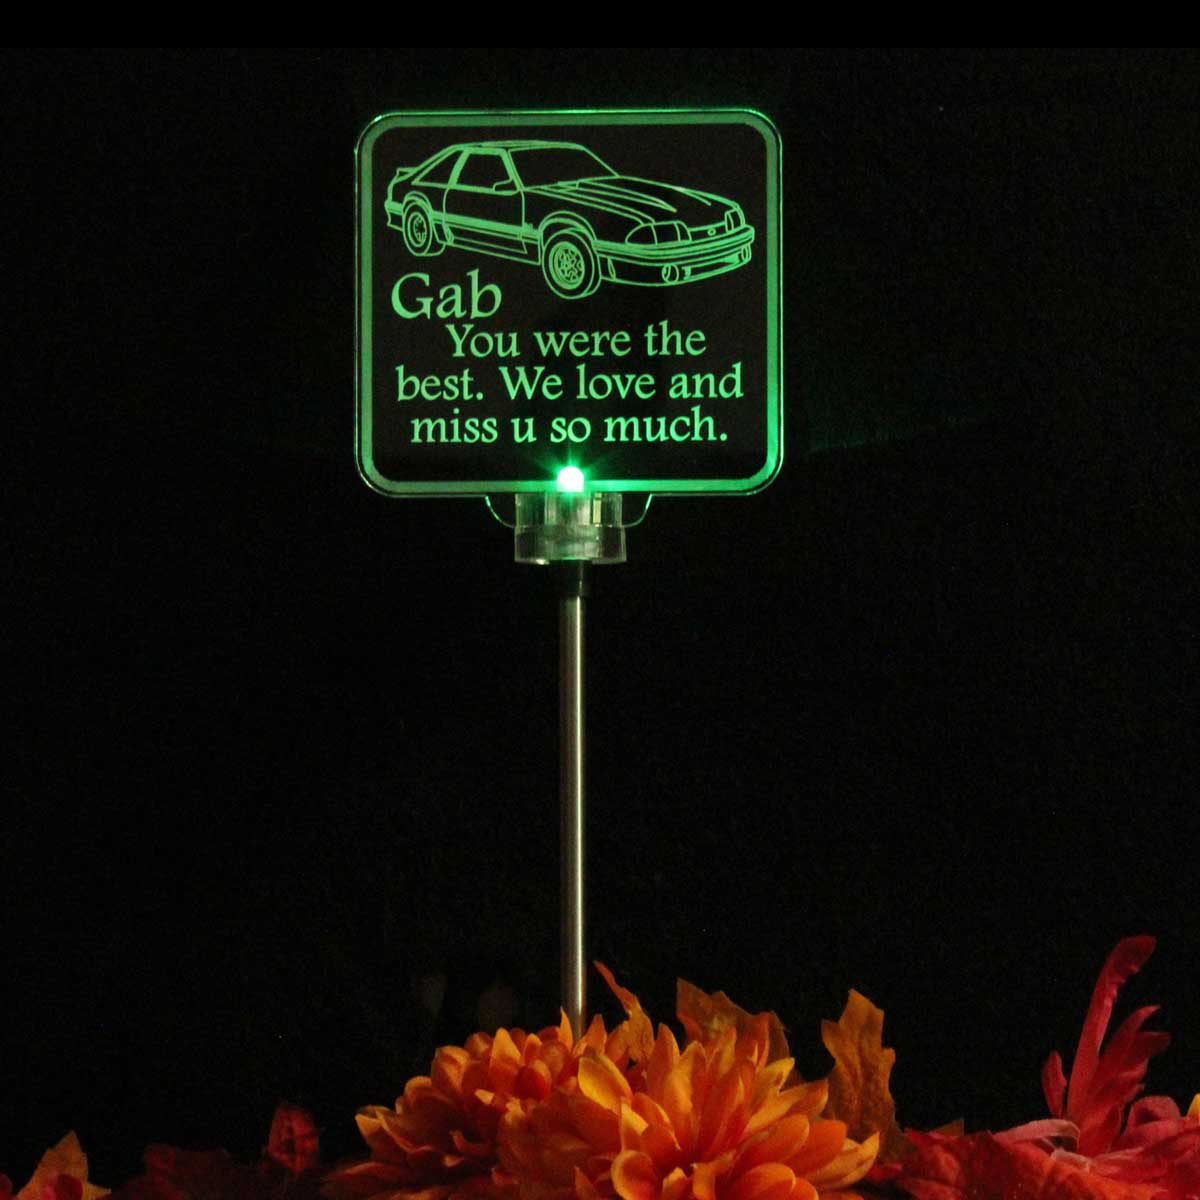 Gab
You were the
best. We love and
miss u so much.